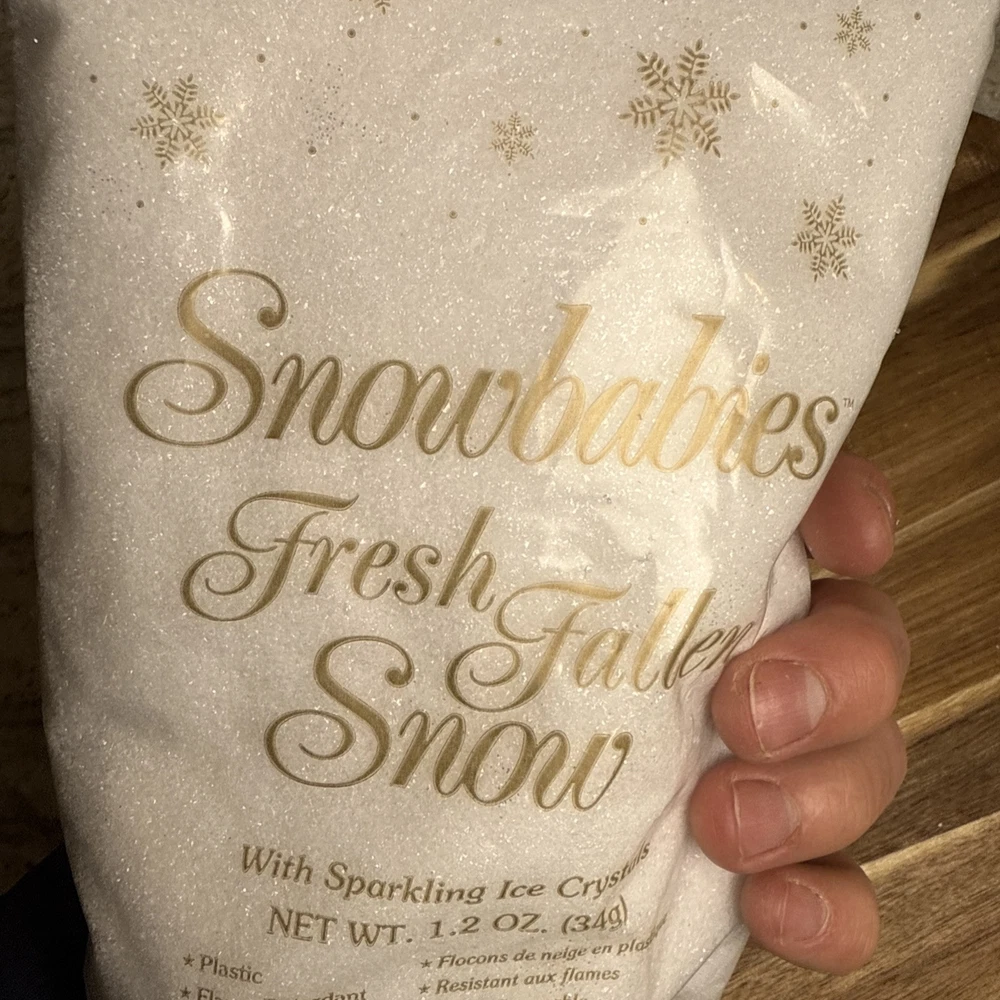 Snowbabies™
Fresh
Fallen
Snow
With Sparkling Ice Crystals
NET WT. 1.2 OZ. (34g)
* Plastic
* Flocons de neige en
* Resistant aux flames